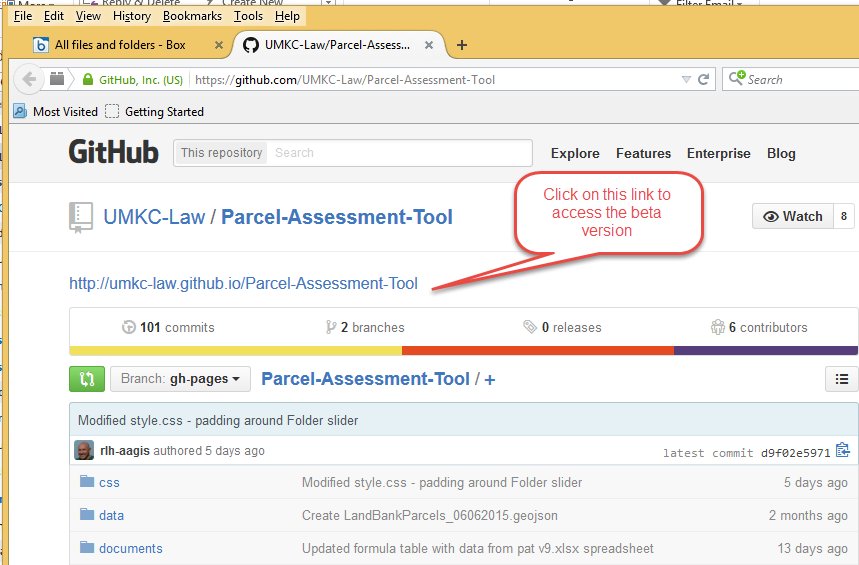 File Edit View History Bookmarks Tools Help
All files and folders - Box × UMKC-Law/Parcel-Assess... × +
GitHub, Inc. (US) https://github.com/UMKC-Law/Parcel-Assessment-Tool Search
Most Visited Getting Started
GitHub This repository Search Explore Features Enterprise Blog
Click on this link to
access the beta
version
UMKC-Law / Parcel-Assessment-Tool Watch 8
http://umkc-law.github.io/Parcel-Assessment-Tool
101 commits 2 branches 0 releases 6 contributors
Branch: gh-pages Parcel-Assessment-Tool / +
Modified style.css - padding around Folder slider
rlh-aagis authored 5 days ago latest commit d9f02e5971
css Modified style.css - padding around Folder slider 5 days ago
data Create LandBankParcels_06062015.geojson 2 months ago
documents Updated formula table with data from pat v9.xlsx spreadsheet 13 days ago